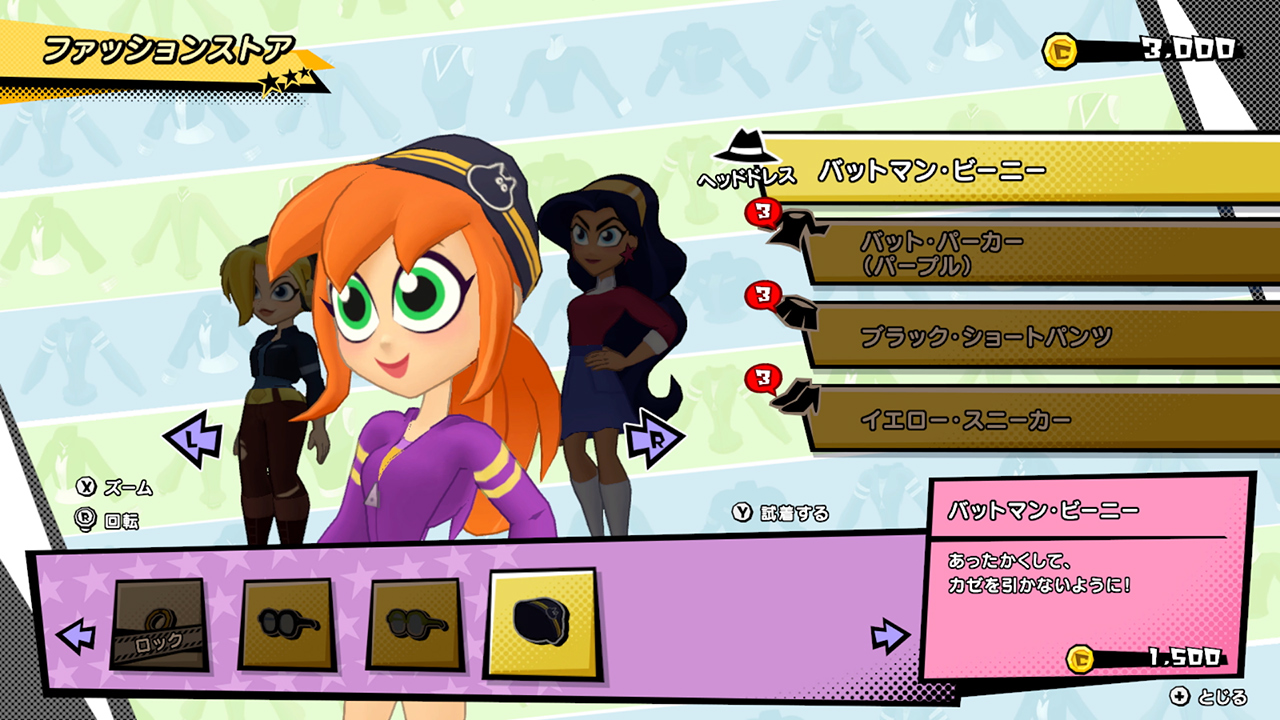 ファッションストア
3,000
ヘッドドレス
バットマン・ビーニー
3
バット・パーカー
(パープル)
3
ブラック・ショートパンツ
3
イエロー・スニーカー
L
R
X ズーム
R 回転
Y 試着する
ロック
バットマン・ビーニー
あったかくして、
カゼを引かないように!
1,500
+ とじる